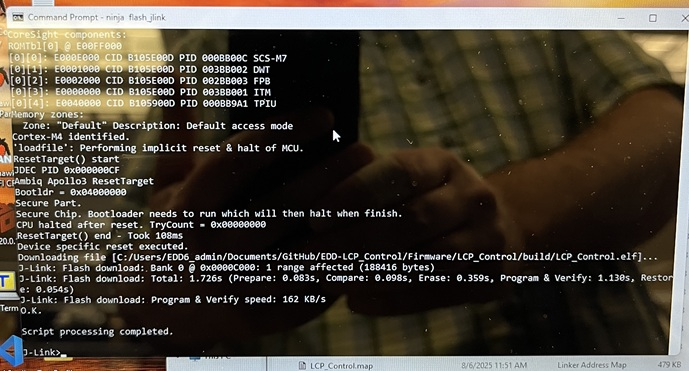 Command Prompt - ninja flash_jlink
CoreSight components:
ROMTbl[0] @ E00FF000
[0][0]: E000E000 CID B105E00D PID 000BB00C SCS-M7
[0][1]: E0001000 CID B105E00D PID 003BB002 DWT
[0][2]: E0002000 CID B105E00D PID 002BB003 FPB
[0][3]: E0000000 CID B105E00D PID 003BB001 ITM
[0][4]: E0040000 CID B105900D PID 000BB9A1 TPIU
Memory zones:
Zone: "Default" Description: Default access mode
Cortex-M4 identified.
'loadfile': Performing implicit reset & halt of MCU.
ResetTarget() start
JDEC PID 0x000000CF
Ambiq Apollo3 ResetTarget
Bootldr = 0x04000000
Secure Part.
Secure Chip. Bootloader needs to run which will then halt when finish.
CPU halted after reset. TryCount = 0x00000000
ResetTarget() end - Took 108ms
Device specific reset executed.
Downloading file [C:/Users/EDD6_admin/Documents/GitHub/EDD-LCP_Control/Firmware/LCP_Control/build/LCP_Control.elf]...
J-Link: Flash download: Bank 0 @ 0x0000C000: 1 range affected (188416 bytes)
J-Link: Flash download: Total: 1.726s (Prepare: 0.083s, Compare: 0.098s, Erase: 0.359s, Program & Verify: 1.130s, Restor
e: 0.054s)
J-Link: Flash download: Program & Verify speed: 162 KB/s
O.K.
Script processing completed.
J-Link>
20.0
Term
LCP_Control.map 8/6/2025 11:51 AM Linker Address Map 479 KB